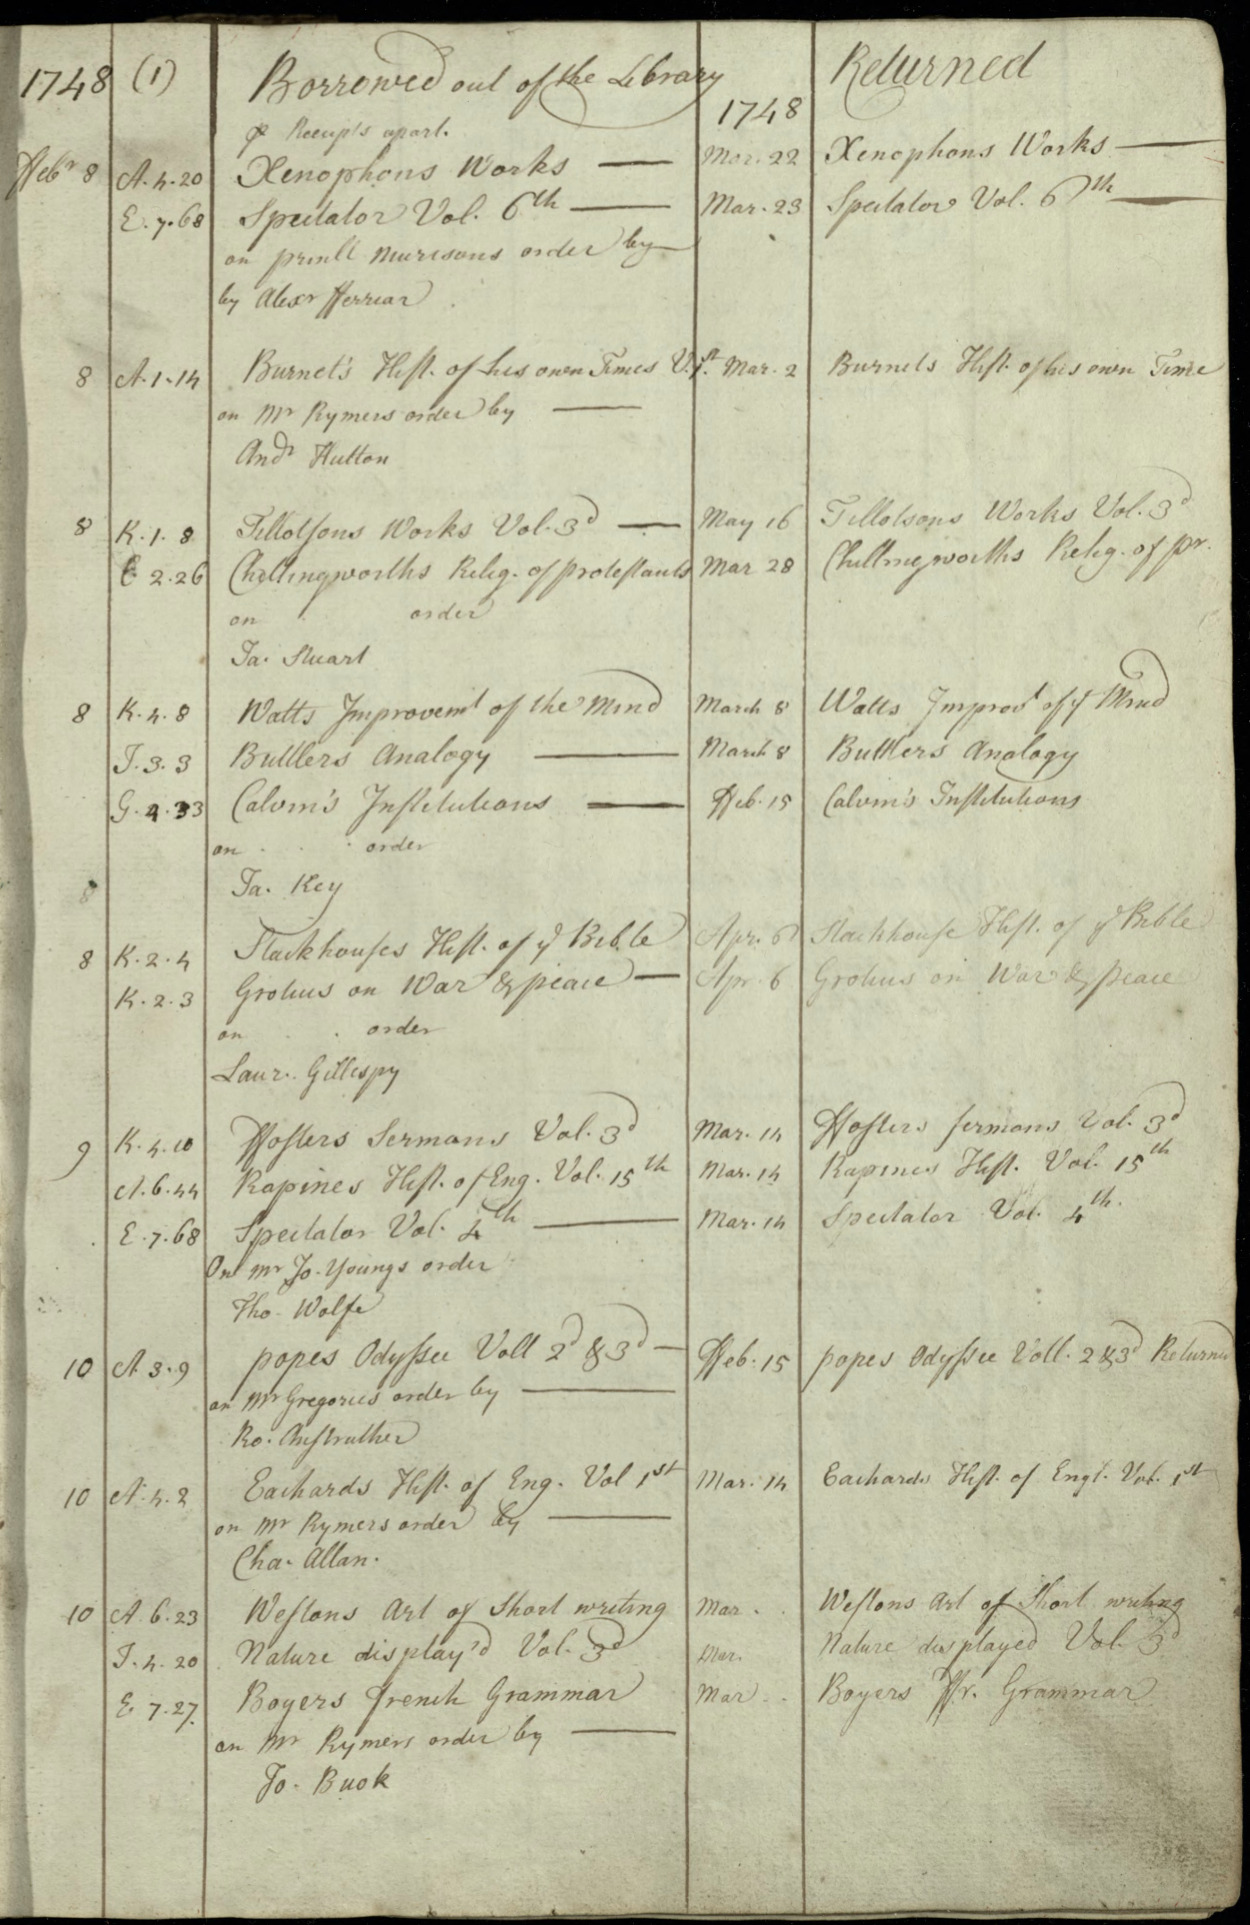 1748 (1) Borrowed out of the Library 1748 Returned
p Receipts apart.
Ffebr 8 A.4.20 Xenophons Works — Mar. 22 Xenophons Works —
E.7.68 Spectator Vol. 6th — Mar. 23 Spectator Vol. 6th —
on prinll Murisons order by
by Alexr Fferriar
8 A.1.14 Burnet's Hist. of his own Times V. 1st. Mar. 2 Burnets Hist. of his own Time
on Mr Rymers order by —
Andr Hutton
8 K.1.8 Tillotsons Works Vol. 3d — May 16 Tillotsons Works Vol. 3d
2.26 Chillingworths Relig. of protestants Mar 28 Chillingworths Relig. of pr.
on order
Ja. Stuart
8 K.4.8 Watts Improvemt of the Mind March 8 Watts Improvt of y Mind
J.3.3 Buttlers Analogy — March 8 Buttlers Analogy
G.4.33 Calvin's Institutions — Ffeb. 15 Calvin's Institutions
on order
8 Ja. Key
8 K.2.4 Stackhouses Hist. of ye Bible Apr. 6 Stackhouse Hist. of ye Bible
K.2.3 Grotius on War & peace — Apr. 6 Grotius on War & peace
on order
Laur. Gillespy
9 K.4.10 Ffosters Sermons Vol. 3d Mar. 14 Ffosters sermons Vol. 3d
A.6.44 Rapines Hist. of Eng. Vol. 15th Mar. 14 Rapines Hist. Vol. 15th
E.7.68 Spectator Vol. 4th — Mar. 14 Spectator Vol. 4th.
On Mr Jo. Youngs order
Tho. Wolfe
10 A 3.9 popes Odyssee Voll 2d & 3d — Ffeb. 15 popes Odyssee Voll. 2 & 3d Returned
on Mr Gregories order by —
Ro. Anstruther
10 A.4.2 Eachards Hist. of Eng. Vol 1st Mar. 14 Eachards Hist. of Engl. Vol. 1st
on Mr Rymers order by —
Cha. Allan.
10 A.6.23 Westons Art of Short writing Mar. Westons Art of Short writing
J.4.20 Nature display'd Vol. 3d Mar. Nature displayed Vol. 3d
E 7.27. Boyers french Grammar Mar. Boyers Ffr. Grammar
on Mr Rymers order by —
Jo. Buok